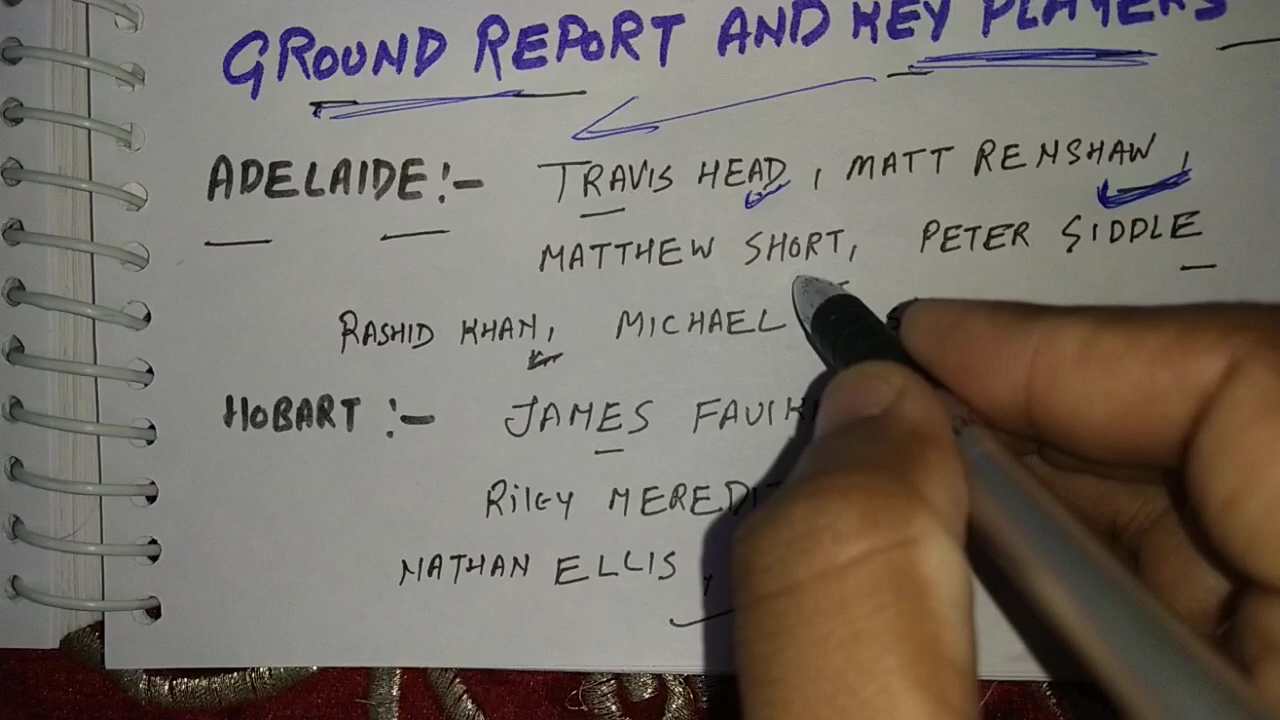 GROUND REPORT AND KEY PLAYERS
ADELAIDE:- TRAVIS HEAD, MATT RENSHAW,
MATTHEW SHORT, PETER SIDDLE
RASHID KHAN, MICHAEL
HOBART:- JAMES
RilEy
NATHAN ELLIS,